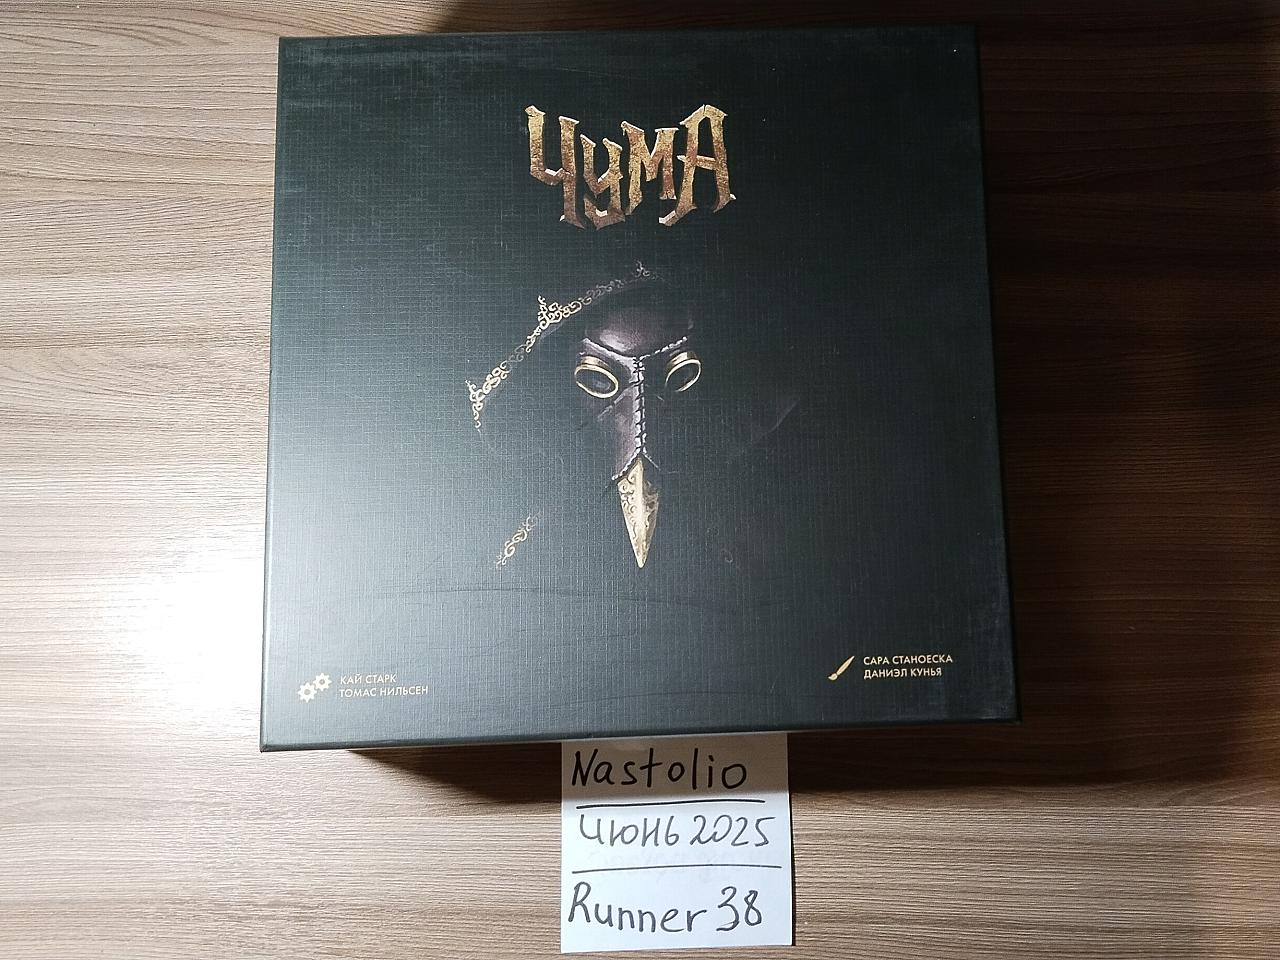 ЧУМА
КАЙ СТАРК
ТОМАС НИЛЬСЕН
САРА СТАНОЕСКА
ДАНИЭЛ КУНЬЯ
Nastolio
Июнь 2025
Runner 38